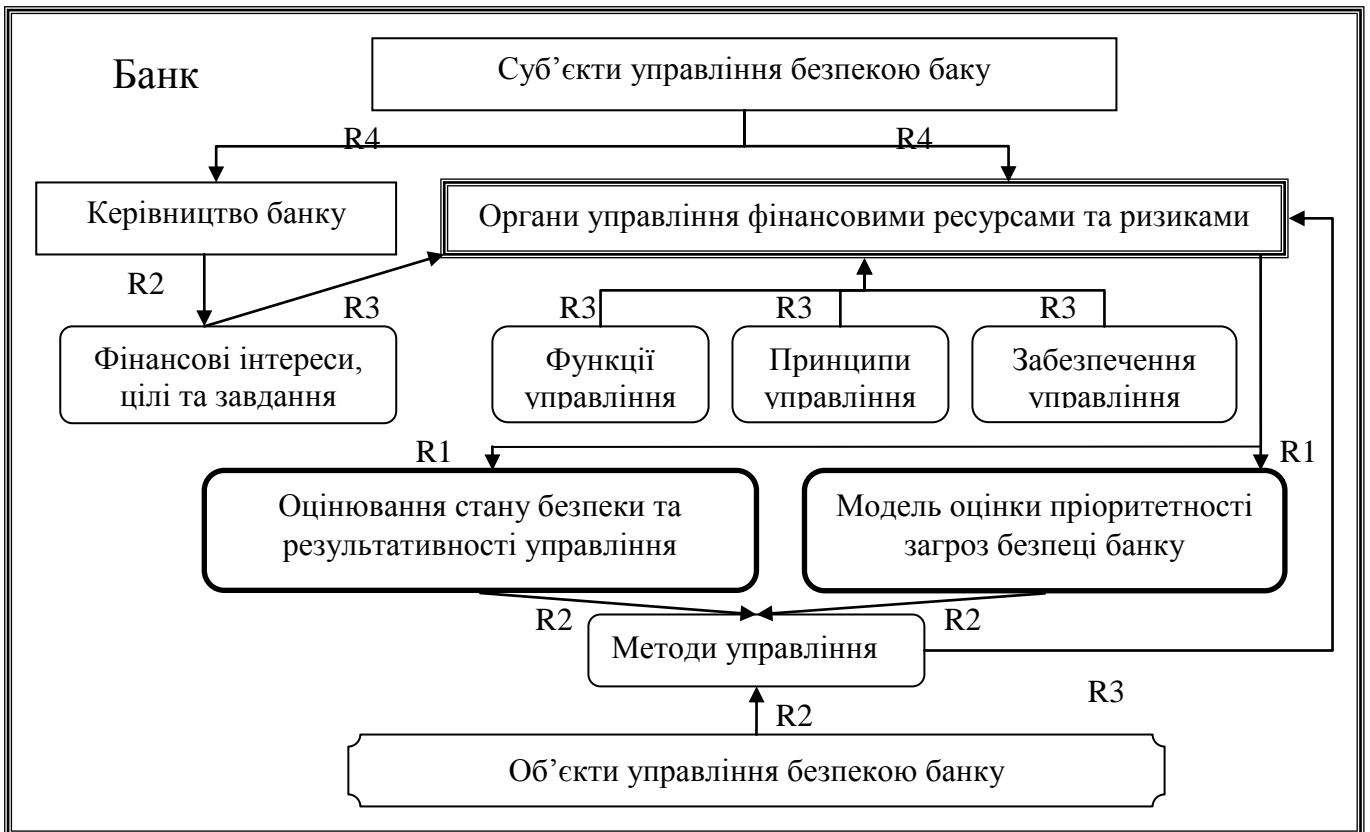 Банк
Суб’єкти управління безпекою баку
R4
R4
Керівництво банку
Органи управління фінансовими ресурсами та ризиками
R2
R3
R3
R3
R3
Фінансові інтереси,
цілі та завдання
Функції
управління
Принципи
управління
Забезпечення
управління
R1
R1
Оцінювання стану безпеки та
результативності управління
Модель оцінки пріоритетності
загроз безпеці банку
R2
R2
Методи управління
R3
R2
Об’єкти управління безпекою банку